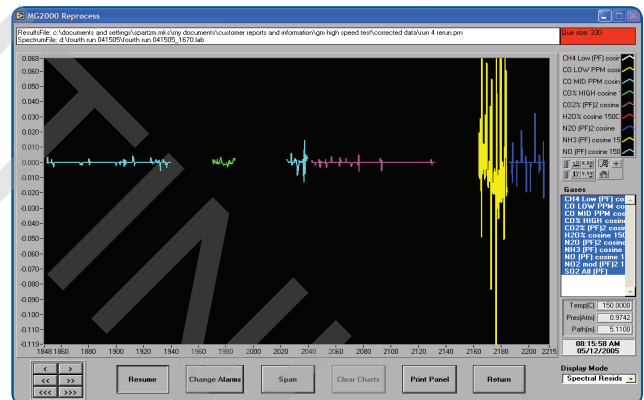 MG2000 Reprocess
ResultsFile: c:\documents and settings\spartzm.mks\my documents\customer reports and information\gm high speed test\corrected data\run 4 rerun.prn
SpectrumFile: d:\fourth run 041505\fourth run 041505_1670.lab
Que size: 330
0.068
0.060
0.050
0.040
0.030
0.020
0.010
0.000
-0.010
-0.020
-0.030
-0.040
-0.050
-0.060
-0.070
-0.080
-0.090
-0.100
-0.110
-0.119
1848 1860 1880 1900 1920 1940 1960 1980 2000 2020 2040 2060 2080 2100 2120 2140 2160 2180 2200 2215
CH4 Low (PF) cosin
CO LOW PPM cosin
CO MID PPM cosin
CO% HIGH cosine 1
CO2% (PF)2 cosine
H2O% cosine 150C
N2O (PF)2 cosine
NH3 (PF) cosine 15
NO (PF) cosine 150
Gases
CH4 Low (PF) co
CO LOW PPM co
CO MID PPM cos
CO% HIGH cosine
CO2% (PF)2 cosi
H2O% cosine 150
N2O (PF)2 cosine
NH3 (PF) cosine
NO (PF) cosine 1
NO2 mod (PF)2 1
SO2 All (PF)
Temp(C) 150.0000
Pres(Atm) 0.9742
Path(m) 5.1100
08:15:58 AM
05/12/2005
Display Mode
Spectral Resids
< >
<< >>
<<< >>>
Resume
Change Alarms
Span
Clear Charts
Print Panel
Return